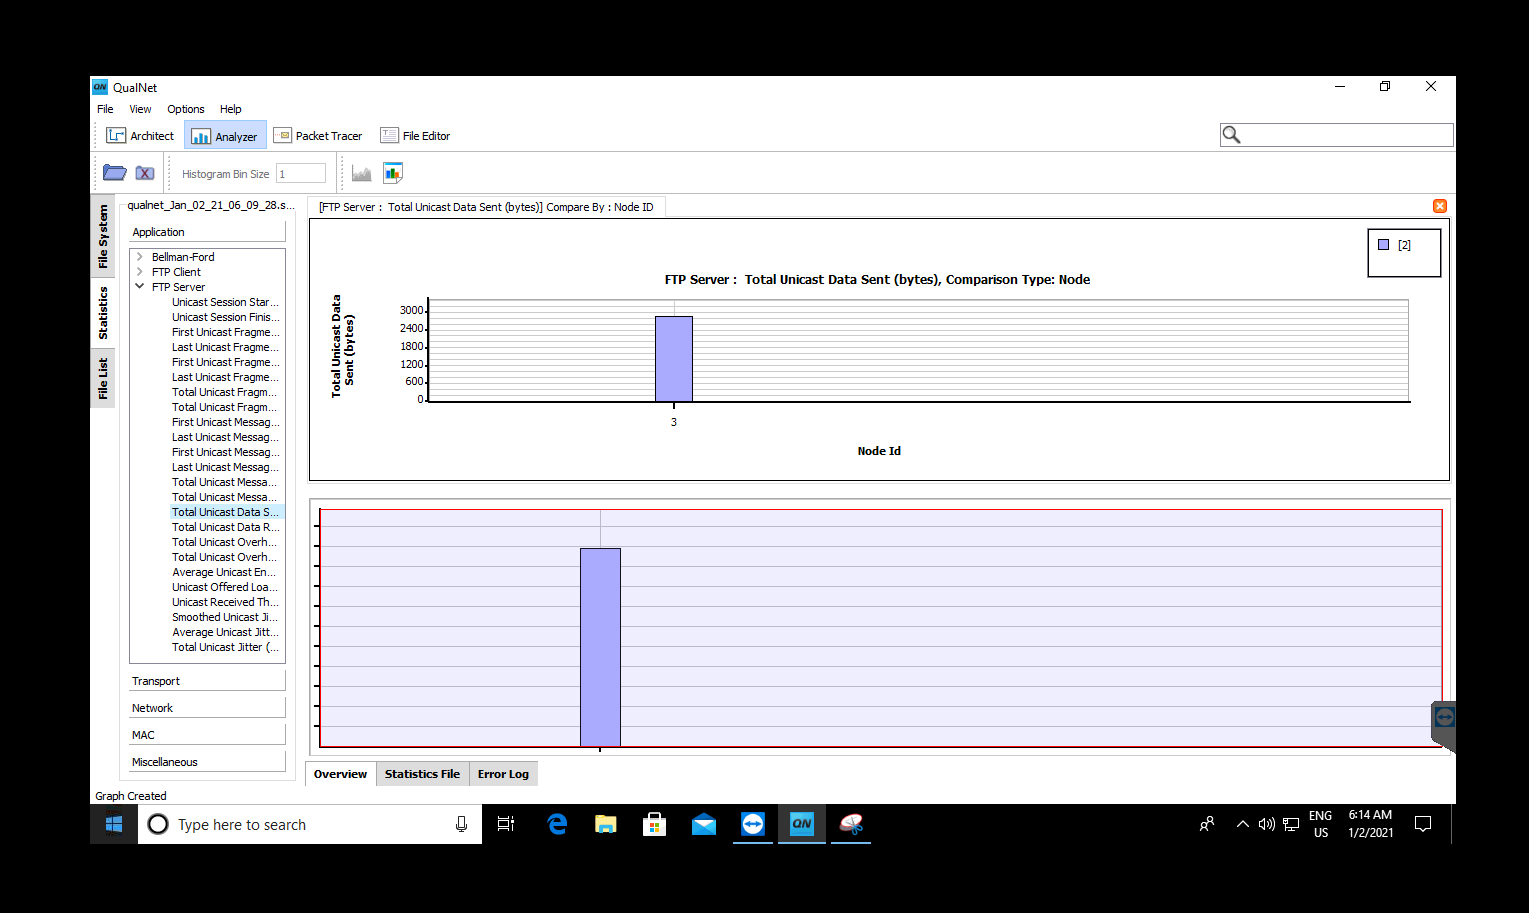 QN QualNet
File View Options Help
Architect Analyzer Packet Tracer File Editor
Histogram Bin Size 1
File System
Statistics
File List
qualnet_Jan_02_21_06_09_28.s...
Application
Bellman-Ford
FTP Client
FTP Server
Unicast Session Star...
Unicast Session Finis...
First Unicast Fragme...
Last Unicast Fragme...
First Unicast Fragme...
Last Unicast Fragme...
Total Unicast Fragm...
Total Unicast Fragm...
First Unicast Messag...
Last Unicast Messag...
First Unicast Messag...
Last Unicast Messag...
Total Unicast Messa...
Total Unicast Messa...
Total Unicast Data S...
Total Unicast Data R...
Total Unicast Overh...
Total Unicast Overh...
Average Unicast En...
Unicast Offered Loa...
Unicast Received Th...
Smoothed Unicast Ji...
Average Unicast Jitt...
Total Unicast Jitter (...
Transport
Network
MAC
Miscellaneous
[FTP Server : Total Unicast Data Sent (bytes)] Compare By : Node ID
[2]
FTP Server : Total Unicast Data Sent (bytes), Comparison Type: Node
Total Unicast Data
Sent (bytes)
3000
2400
1800
1200
600
0
3
Node Id
Overview Statistics File Error Log
Graph Created
Type here to search
QN
ENG
US
6:14 AM
1/2/2021